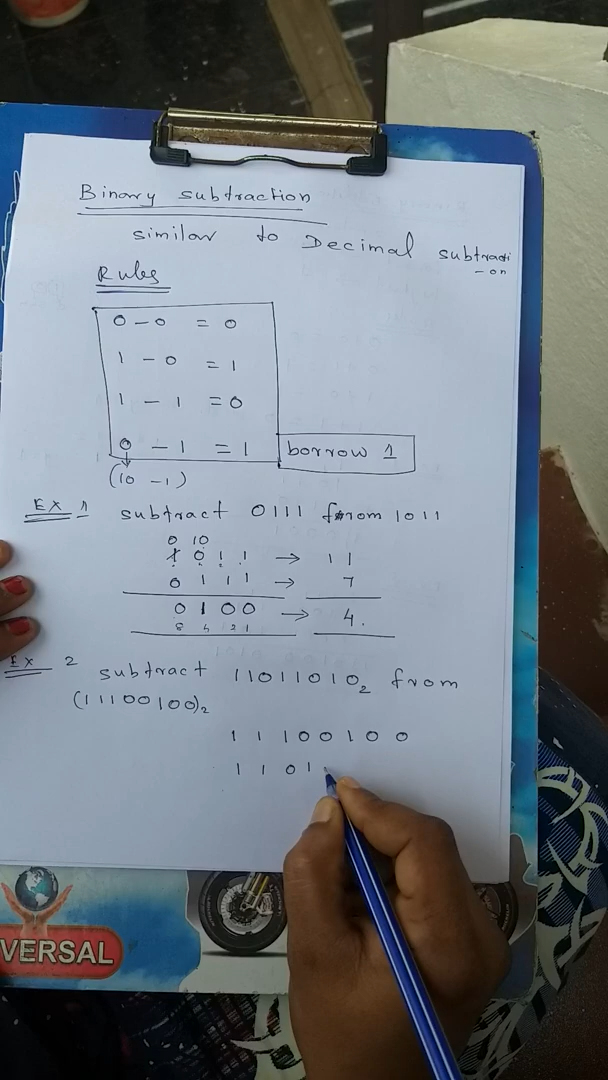 Binary subtraction
similar to Decimal subtracti
-on
Rules
0 - 0 = 0
1 - 0 = 1
1 - 1 = 0
0 - 1 = 1 borrow 1
(10 -1)
EX 1 subtract 0111 from 1011
0 10
1 0 1 1 → 11
0 1 1 1 → 7
0 1 0 0 → 4.
8 4 2 1
Ex 2 subtract 11011010₂ from
(11100100)₂
1 1 1 0 0 1 0 0
1 1 0 1
VERSAL